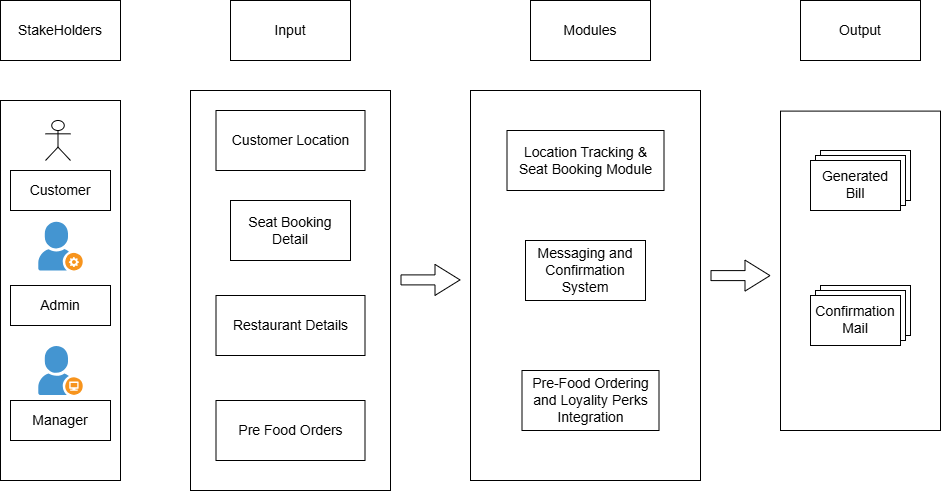 StakeHolders
Input
Modules
Output
Customer
Admin
Manager
Customer Location
Seat Booking
Detail
Restaurant Details
Pre Food Orders
Location Tracking &
Seat Booking Module
Messaging and
Confirmation
System
Pre-Food Ordering
and Loyality Perks
Integration
Generated
Bill
Confirmation
Mail